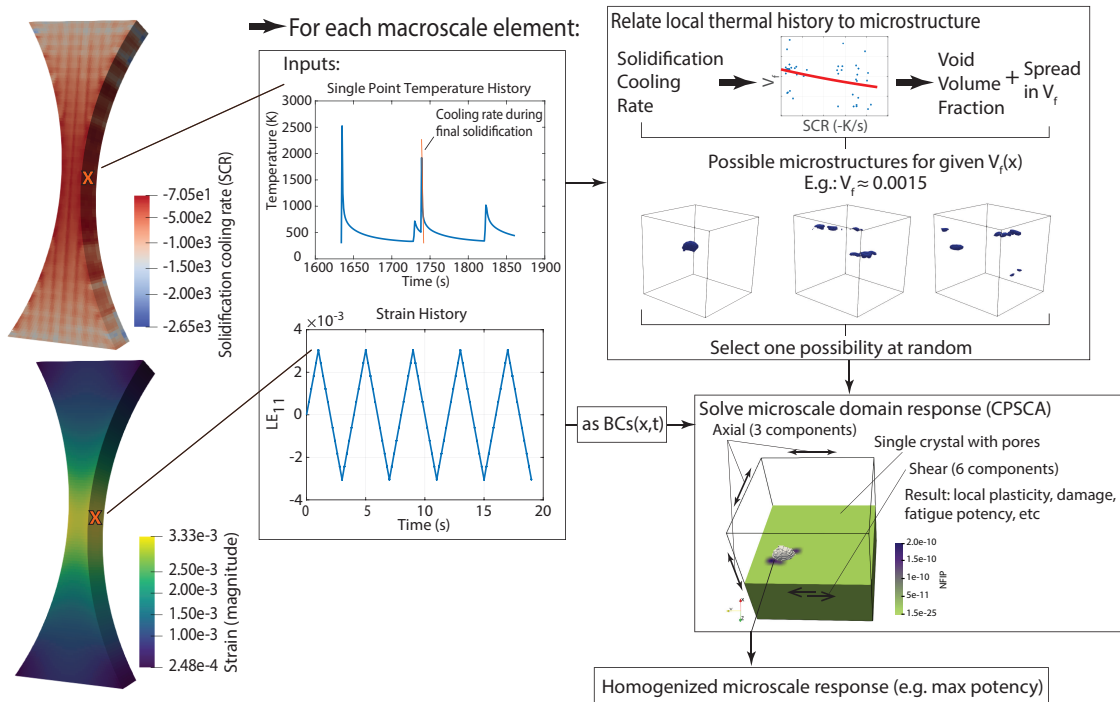 For each macroscale element:
X
-7.05e1
-5.00e2
-1.00e3
-1.50e3
-2.00e3
-2.65e3
Solidification cooling rate (SCR)
X
3.33e-3
2.50e-3
2.00e-3
1.50e-3
1.00e-3
2.48e-4
Strain (magnitude)
Inputs:
Single Point Temperature History
3000
2500
2000
1500
1000
500
0
Temperature (K)
Cooling rate during
final solidification
1600 1650 1700 1750 1800 1850 1900
Time (s)
×10-3
Strain History
4
2
0
-2
-4
LE11
0 5 10 15 20
Time (s)
as BCs(x,t)
Relate local thermal history to microstructure
Solidification
Cooling
Rate
Vf
SCR (-K/s)
Void
Volume
Fraction
+ Spread
in Vf
Possible microstructures for given Vf(x)
E.g.: Vf ≈ 0.0015
Select one possibility at random
Solve microscale domain response (CPSCA)
Axial (3 components)
Single crystal with pores
Shear (6 components)
Result: local plasticity, damage,
fatigue potency, etc
2.0e-10
1.5e-10
1e-10
5e-11
1.5e-25
NFIP
Homogenized microscale response (e.g. max potency)